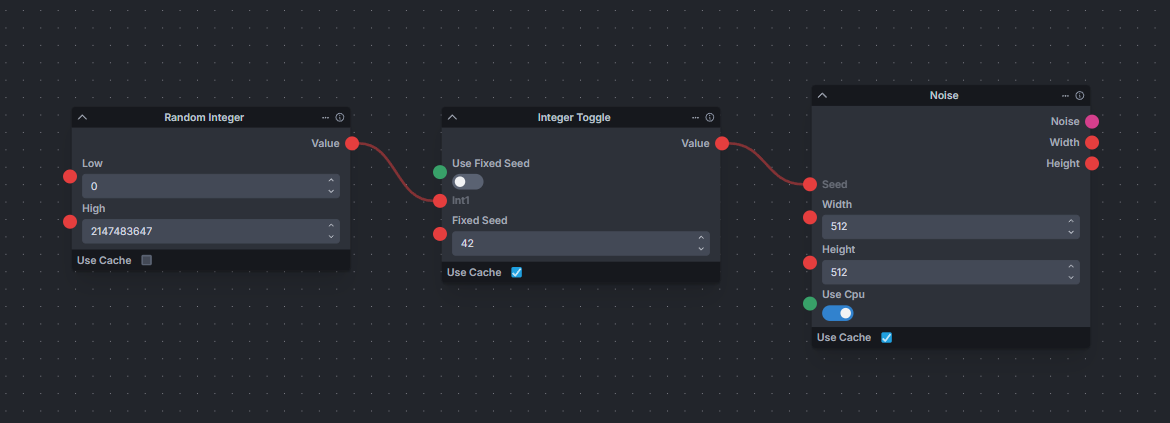 Random Integer
Value
Low
0
High
2147483647
Use Cache
Integer Toggle
Value
Use Fixed Seed
Int1
Fixed Seed
42
Use Cache
Noise
Noise
Width
Height
Seed
Width
512
Height
512
Use Cpu
Use Cache